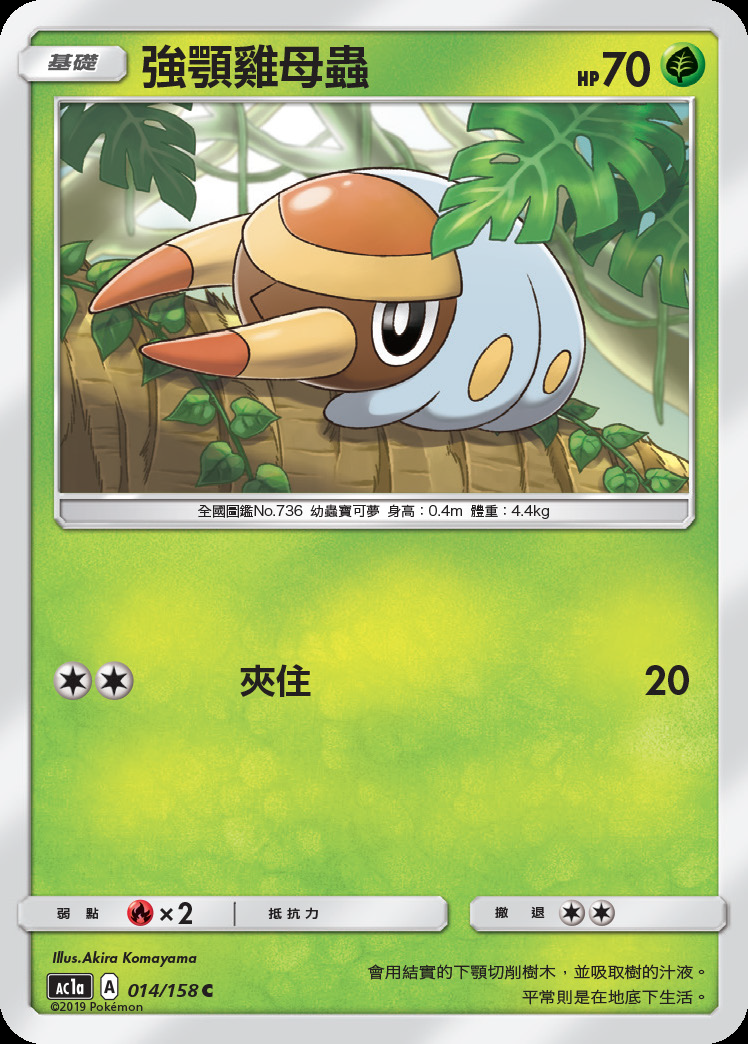 基礎 強顎雞母蟲 HP70
全國圖鑑No.736 幼蟲寶可夢 身高：0.4m 體重：4.4kg
夾住 20
弱點 ×2 抵抗力 撤退
Illus.Akira Komayama
會用結實的下顎切削樹木，並吸取樹的汁液。
平常則是在地底下生活。
AC1a A 014/158 C
©2019 Pokémon